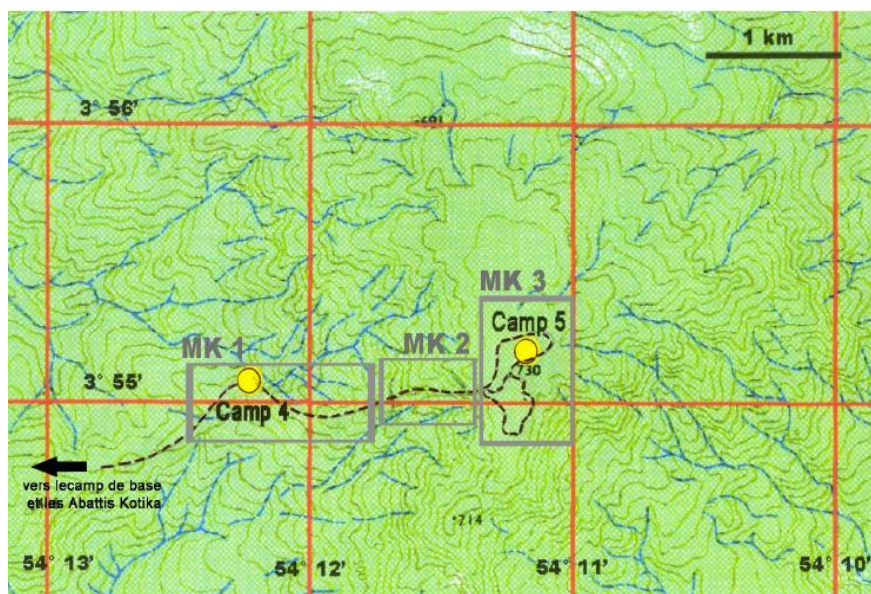 1 km
3° 56'
691
MK 3
Camp 5
MK 1
MK 2
730
3° 55'
Camp 4
vers lecamp de base
et les Abattis Kotika
714
54° 13'
54° 12'
54° 11'
54° 10'